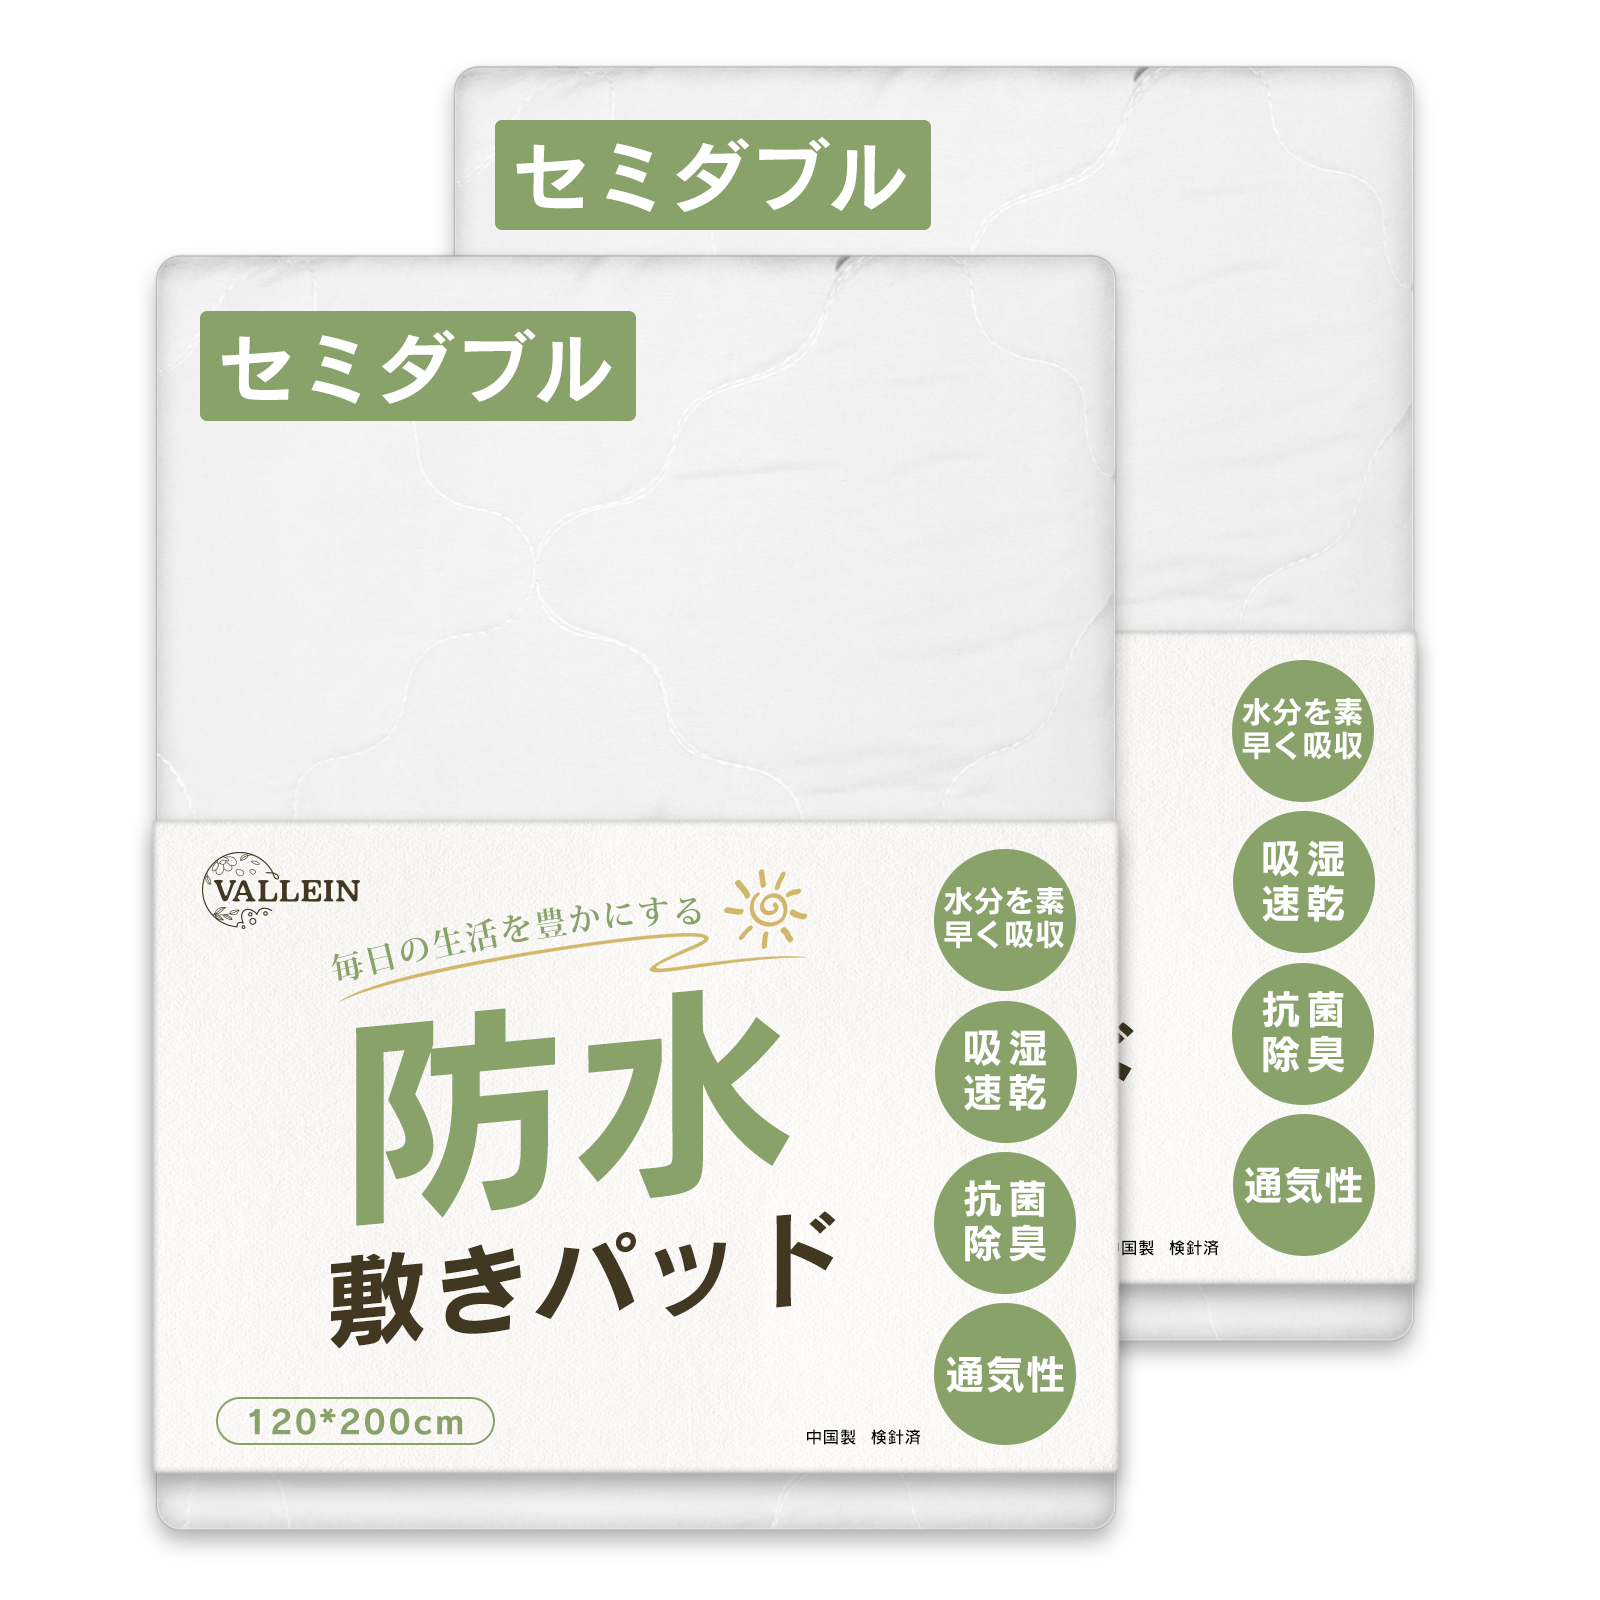 セミダブル
セミダブル
VALLEIN
毎日の生活を豊かにする
防水
敷きパッド
120*200cm
中国製 検針済
水分を素
早く吸収
吸湿
速乾
抗菌
除臭
通気性
水分を素
早く吸収
吸湿
速乾
抗菌
除臭
通気性
国製 検針済